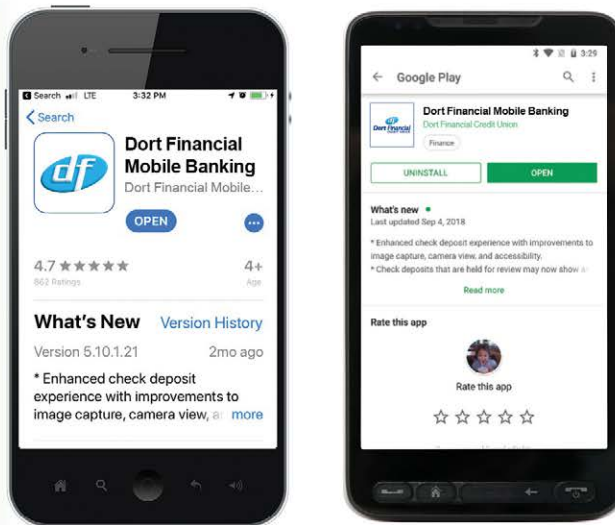 Search LTE 3:32 PM
Search
df
Dort Financial
Mobile Banking
Dort Financial Mobile...
OPEN
4.7 ★★★★★ 4+
862 Ratings Age
What's New Version History
Version 5.10.1.21 2mo ago
* Enhanced check deposit
experience with improvements to
image capture, camera view, a more
3:29
Google Play
Dort Financial
Dort Financial Mobile Banking
Dort Financial Credit Union
Finance
UNINSTALL OPEN
What's new
Last updated Sep 4, 2018
* Enhanced check deposit experience with improvements to
image capture, camera view, and accessibility.
* Check deposits that are held for review may now show
Read more
Rate this app
Rate this app